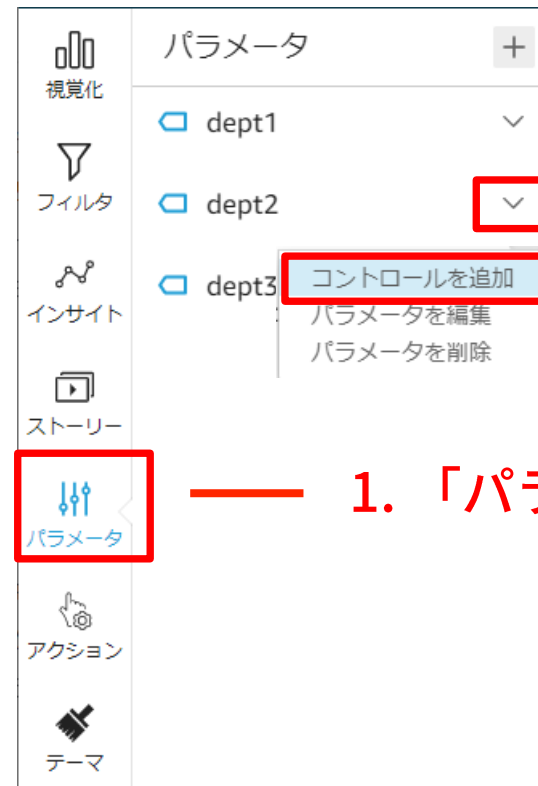 視覚化
フィルタ
インサイト
ストーリー
パラメータ
アクション
テーマ
パラメータ
dept1
dept2
dept3
コントロールを追加
パラメータを編集
パラメータを削除
1. 「パラ